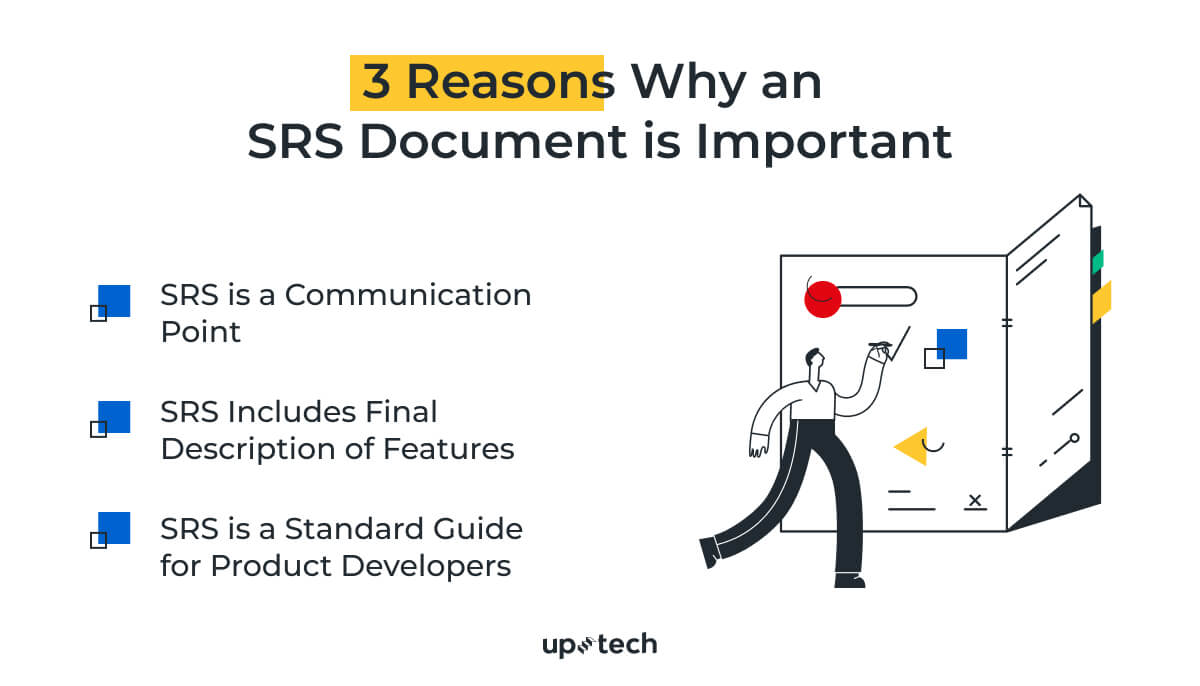 3 Reasons Why an
SRS Document is Important
SRS is a Communication
Point
SRS Includes Final
Description of Features
SRS is a Standard Guide
for Product Developers
uptech